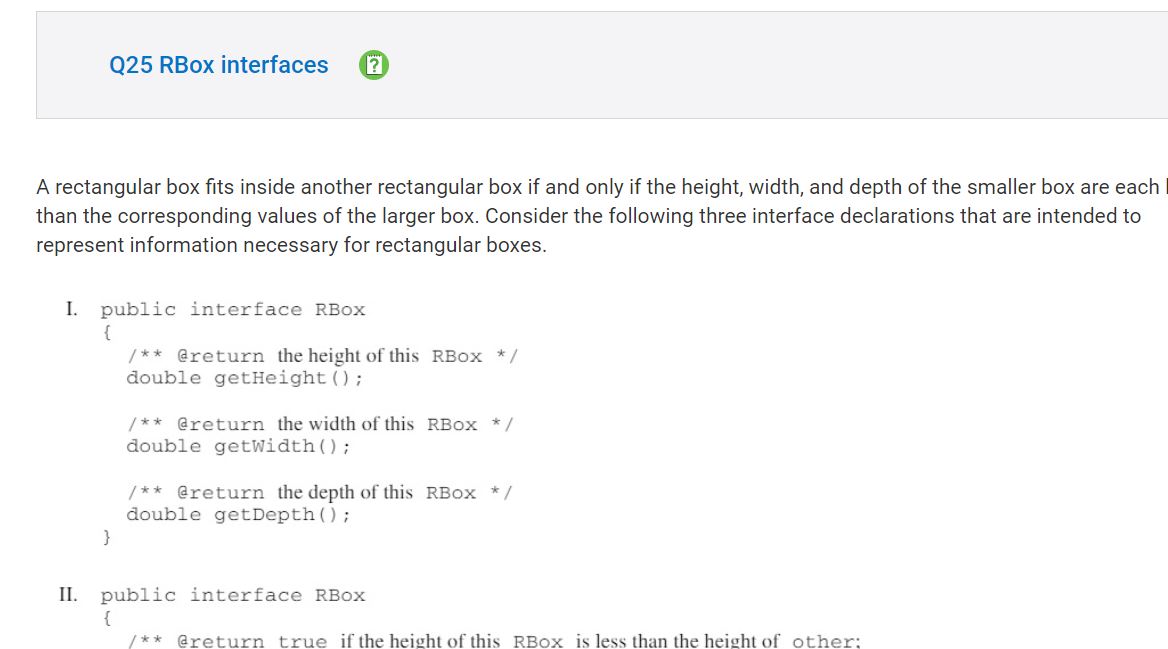 Q25 RBox interfaces
A rectangular box fits inside another rectangular box if and only if the height, width, and depth of the smaller box are each
than the corresponding values of the larger box. Consider the following three interface declarations that are intended to
represent information necessary for rectangular boxes.
I. public interface RBox
{
/** @return the height of this RBox */
double getHeight();
/** @return the width of this RBox */
double getWidth();
/** @return the depth of this RBox */
double getDepth();
}
II. public interface RBox
{
/** @return true if the height of this RBox is less than the height of other;